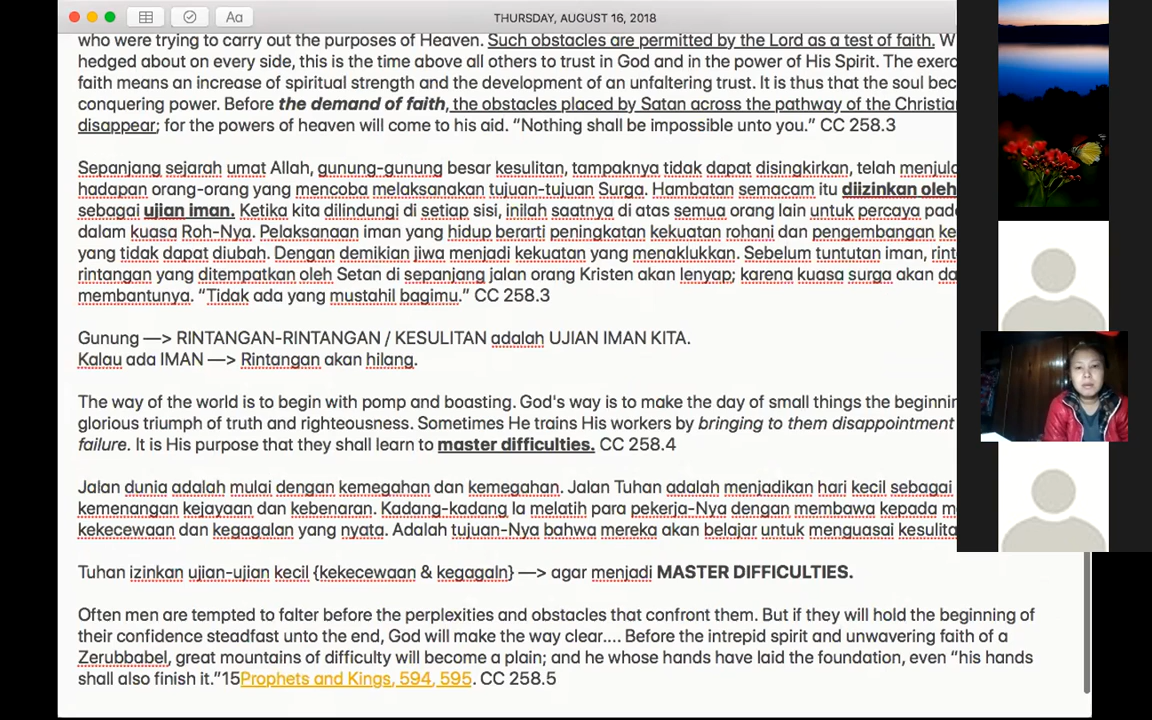 Aa
THURSDAY, AUGUST 16, 2018
who were trying to carry out the purposes of Heaven. Such obstacles are permitted by the Lord as a test of faith. W
hedged about on every side, this is the time above all others to trust in God and in the power of His Spirit. The exerc
faith means an increase of spiritual strength and the development of an unfaltering trust. It is thus that the soul bec
conquering power. Before the demand of faith, the obstacles placed by Satan across the pathway of the Christian
disappear; for the powers of heaven will come to his aid. “Nothing shall be impossible unto you.” CC 258.3
Sepanjang sejarah umat Allah, gunung-gunung besar kesulitan, tampaknya tidak dapat disingkirkan, telah menjula
hadapan orang-orang yang mencoba melaksanakan tujuan-tujuan Surga. Hambatan semacam itu diizinkan oleh
sebagai ujian iman. Ketika kita dilindungi di setiap sisi, inilah saatnya di atas semua orang lain untuk percaya pada
dalam kuasa Roh-Nya. Pelaksanaan iman yang hidup berarti peningkatan kekuatan rohani dan pengembangan ke
yang tidak dapat diubah. Dengan demikian jiwa menjadi kekuatan yang menaklukkan. Sebelum tuntutan iman, rint
rintangan yang ditempatkan oleh Setan di sepanjang jalan orang Kristen akan lenyap; karena kuasa surga akan da
membantunya. “Tidak ada yang mustahil bagimu.” CC 258.3
Gunung —> RINTANGAN-RINTANGAN / KESULITAN adalah UJIAN IMAN KITA.
Kalau ada IMAN —> Rintangan akan hilang.
The way of the world is to begin with pomp and boasting. God's way is to make the day of small things the beginnin
glorious triumph of truth and righteousness. Sometimes He trains His workers by bringing to them disappointment
failure. It is His purpose that they shall learn to master difficulties. CC 258.4
Jalan dunia adalah mulai dengan kemegahan dan kemegahan. Jalan Tuhan adalah menjadikan hari kecil sebagai
kemenangan kejayaan dan kebenaran. Kadang-kadang Ia melatih para pekerja-Nya dengan membawa kepada m
kekecewaan dan kegagalan yang nyata. Adalah tujuan-Nya bahwa mereka akan belajar untuk menguasai kesulita
Tuhan izinkan ujian-ujian kecil {kekecewaan & kegagaln} —> agar menjadi MASTER DIFFICULTIES.
Often men are tempted to falter before the perplexities and obstacles that confront them. But if they will hold the beginning of
their confidence steadfast unto the end, God will make the way clear.... Before the intrepid spirit and unwavering faith of a
Zerubbabel, great mountains of difficulty will become a plain; and he whose hands have laid the foundation, even “his hands
shall also finish it.”15Prophets and Kings, 594, 595. CC 258.5